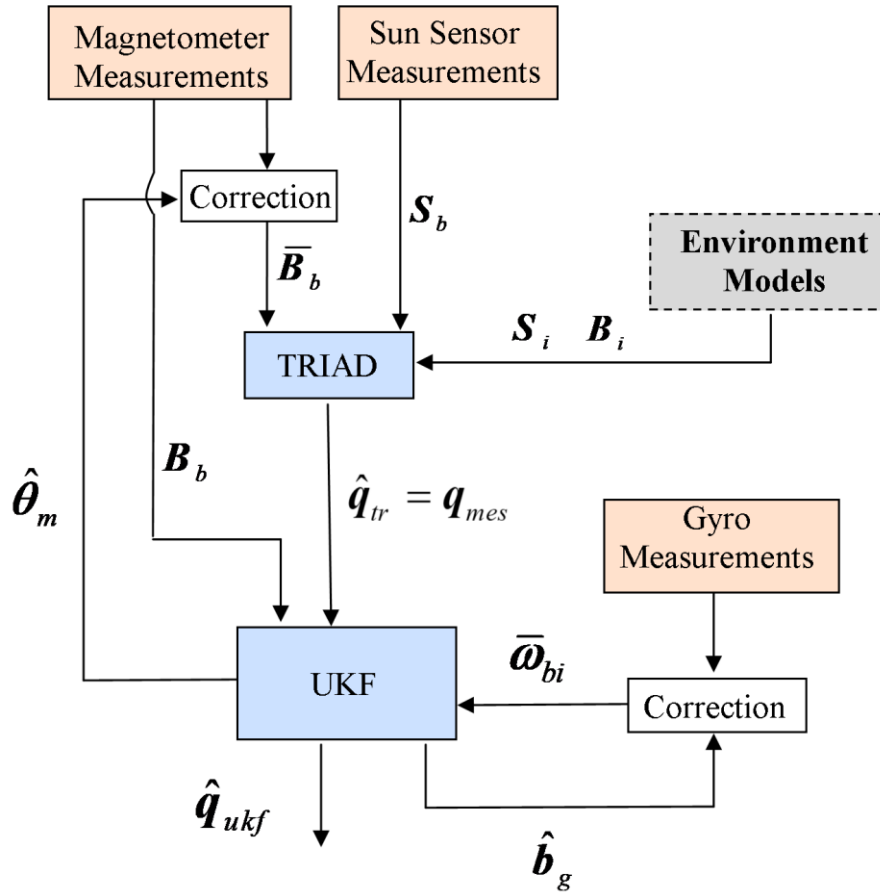 Magnetometer
Measurements
Sun Sensor
Measurements
Correction
S_b
B̅_b
Environment
Models
S_i B_i
TRIAD
B_b
θ̂_m
q̂_tr = q_mes
Gyro
Measurements
ω̅_bi
UKF
Correction
q̂_ukf
b̂_g